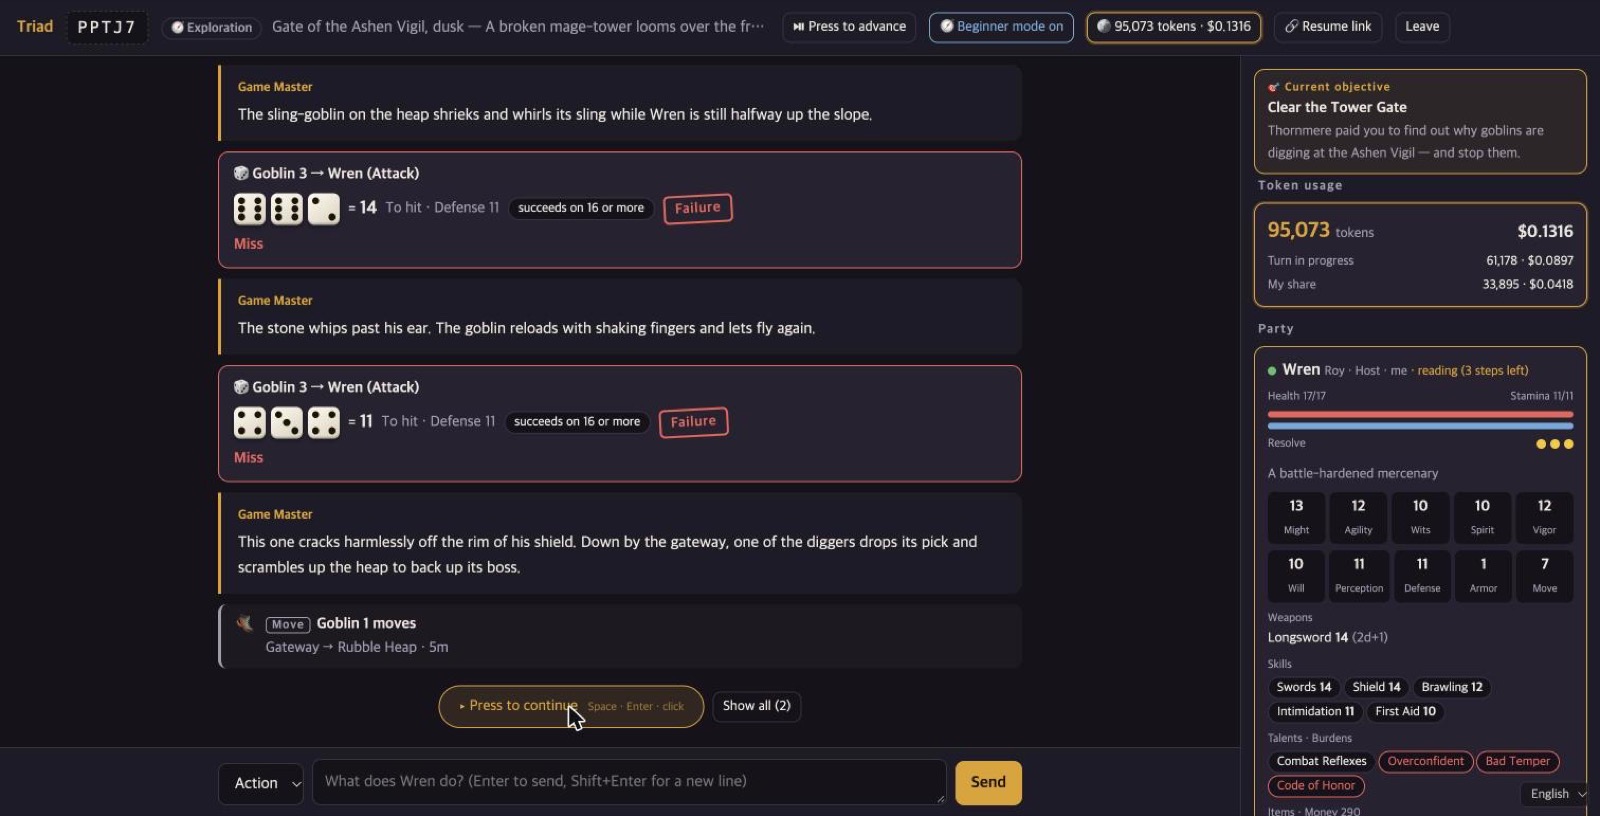 Triad
PPTJ7
Exploration
Gate of the Ashen Vigil, dusk — A broken mage-tower looms over the fr···
Press to advance
Beginner mode on
95,073 tokens · $0.1316
Resume link
Leave
Game Master
The sling-goblin on the heap shrieks and whirls its sling while Wren is still halfway up the slope.
Goblin 3 → Wren (Attack)
= 14 To hit · Defense 11 succeeds on 16 or more Failure
Miss
Game Master
The stone whips past his ear. The goblin reloads with shaking fingers and lets fly again.
Goblin 3 → Wren (Attack)
= 11 To hit · Defense 11 succeeds on 16 or more Failure
Miss
Game Master
This one cracks harmlessly off the rim of his shield. Down by the gateway, one of the diggers drops its pick and
scrambles up the heap to back up its boss.
Move Goblin 1 moves
Gateway → Rubble Heap · 5m
▸ Press to continue Space · Enter · click
Show all (2)
Action
What does Wren do? (Enter to send, Shift+Enter for a new line)
Send
Current objective
Clear the Tower Gate
Thornmere paid you to find out why goblins are
digging at the Ashen Vigil — and stop them.
Token usage
95,073 tokens $0.1316
Turn in progress 61,178 · $0.0897
My share 33,895 · $0.0418
Party
Wren Roy · Host · me · reading (3 steps left)
Health 17/17 Stamina 11/11
Resolve
A battle-hardened mercenary
13 12 10 10 12
Might Agility Wits Spirit Vigor
10 11 11 1 7
Will Perception Defense Armor Move
Weapons
Longsword 14 (2d+1)
Skills
Swords 14 Shield 14 Brawling 12
Intimidation 11 First Aid 10
Talents · Burdens
Combat Reflexes Overconfident Bad Temper
Code of Honor
English
Items · Money 290